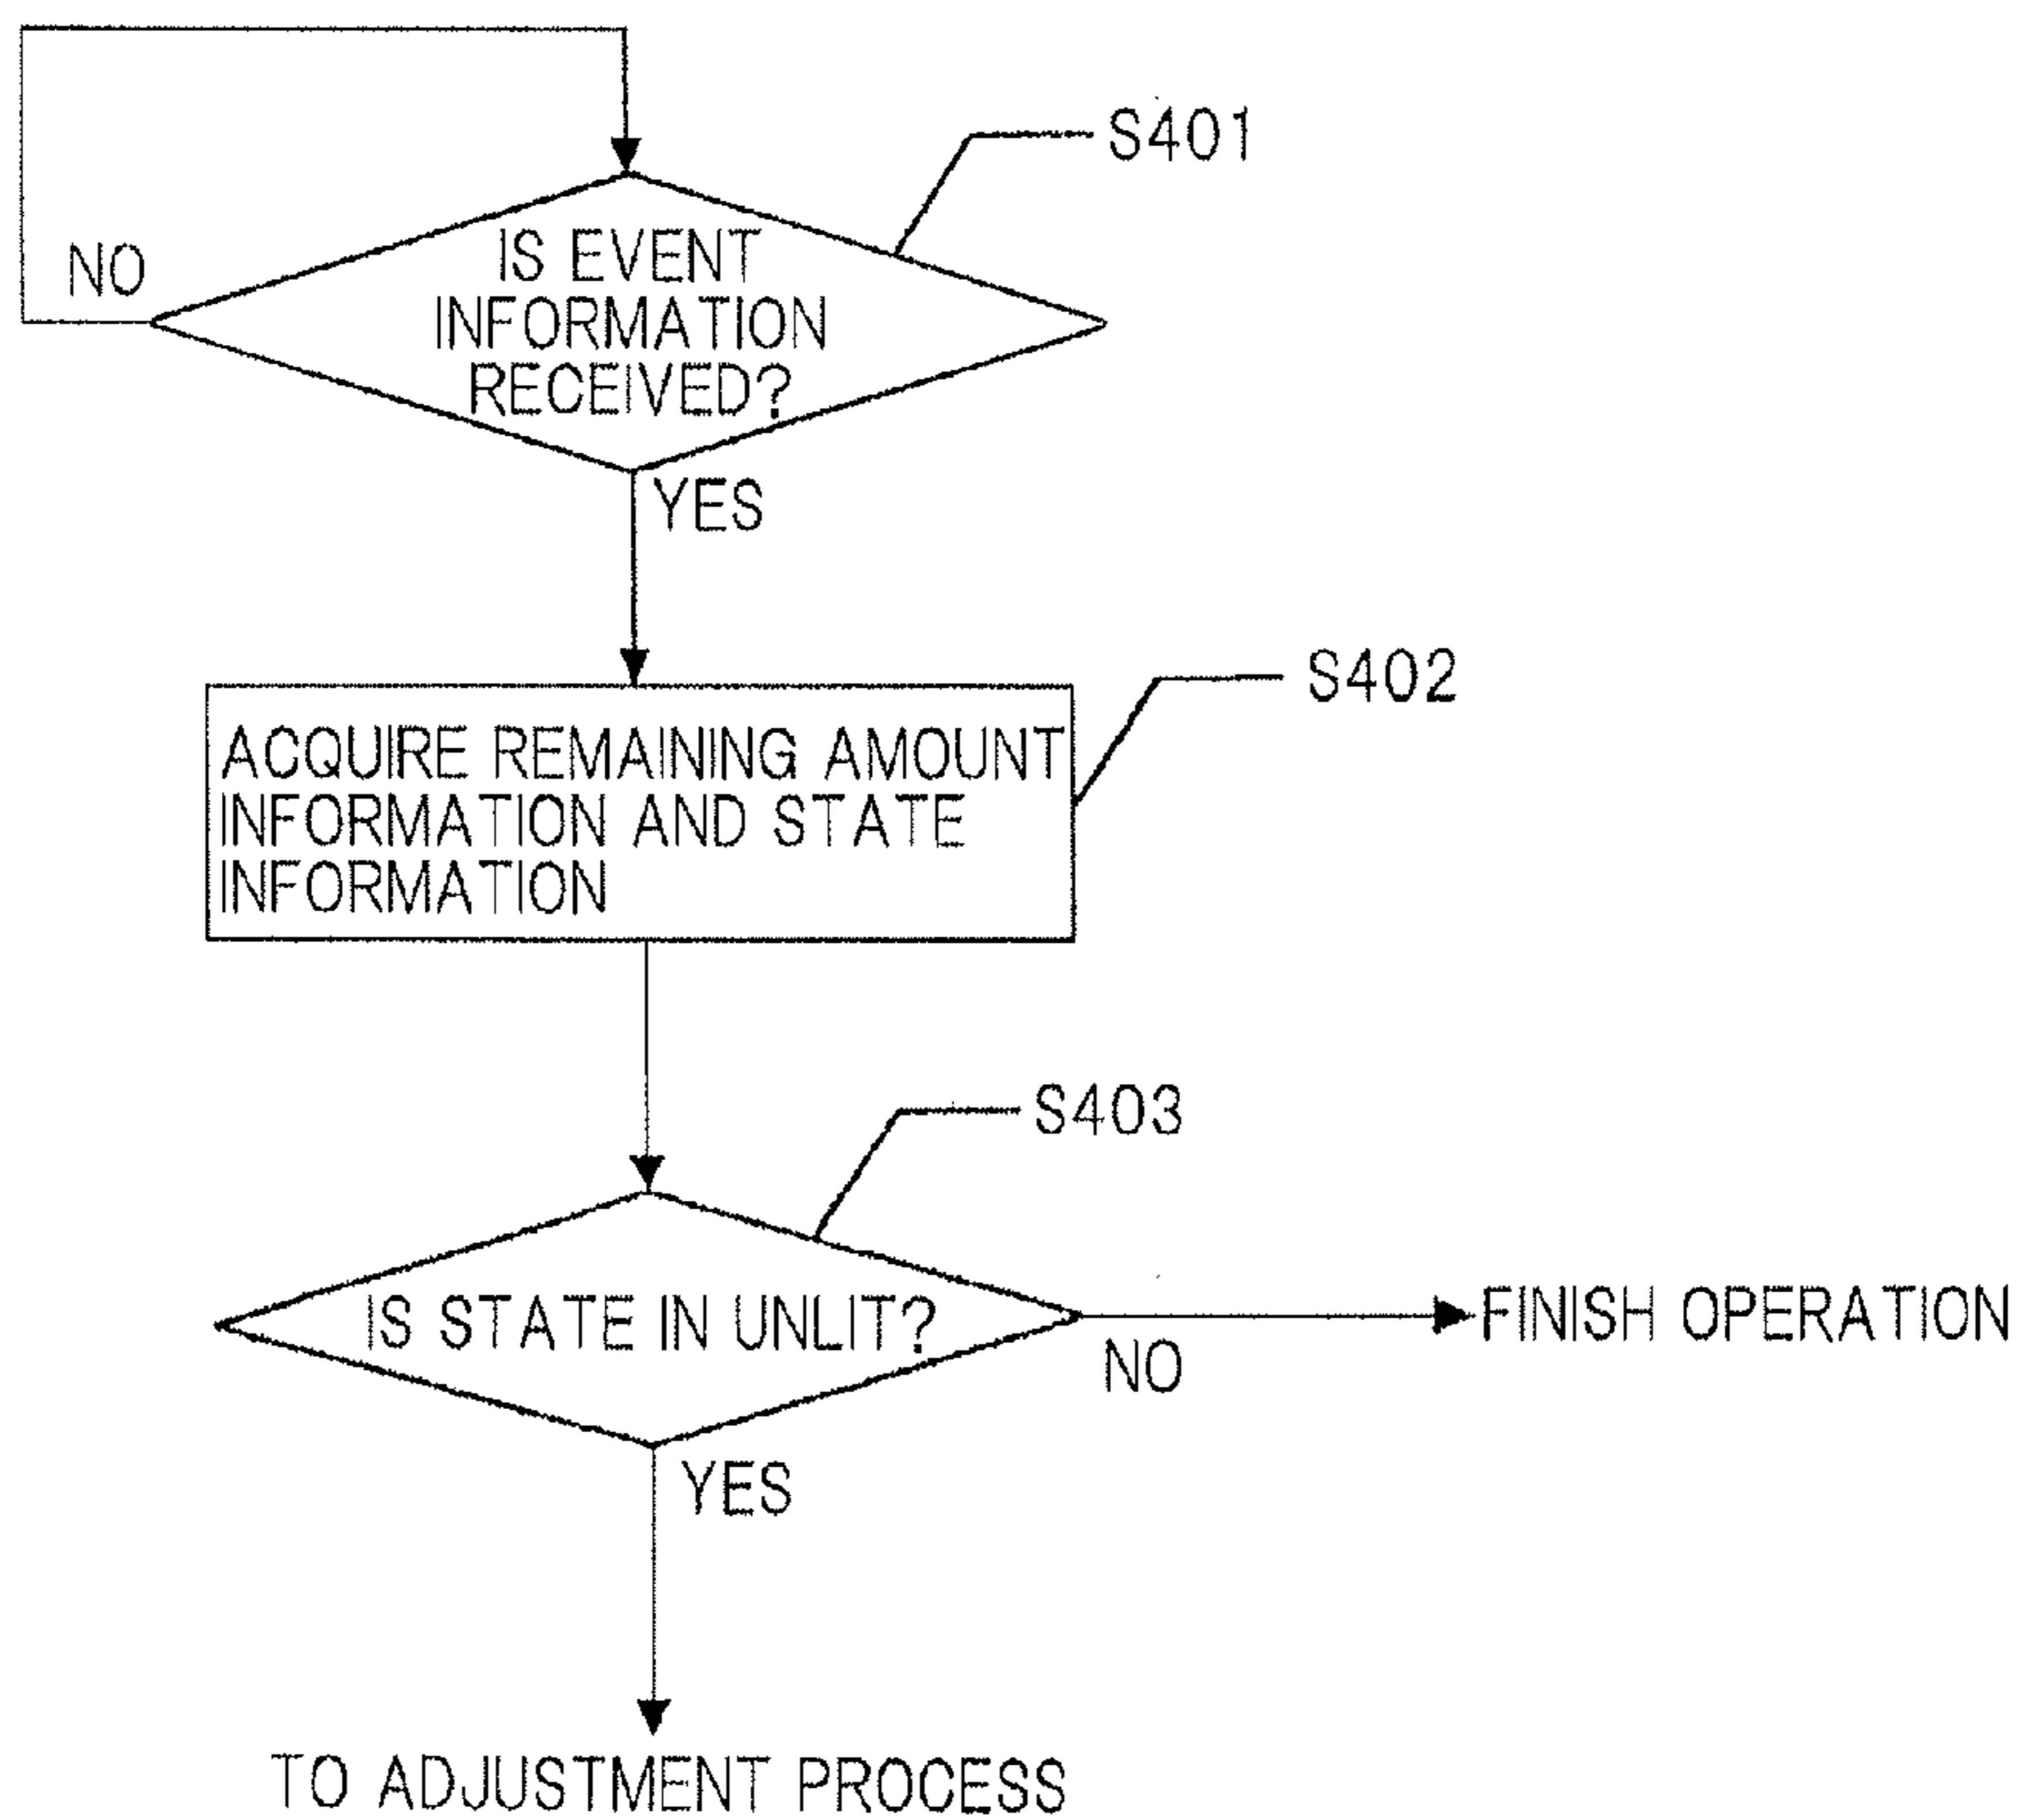 S401
IS EVENT
INFORMATION
RECEIVED?
NO
YES
S402
ACQUIRE REMAINING AMOUNT
INFORMATION AND STATE
INFORMATION
S403
IS STATE IN UNLIT?
FINISH OPERATION
NO
YES
TO ADJUSTMENT PROCESS